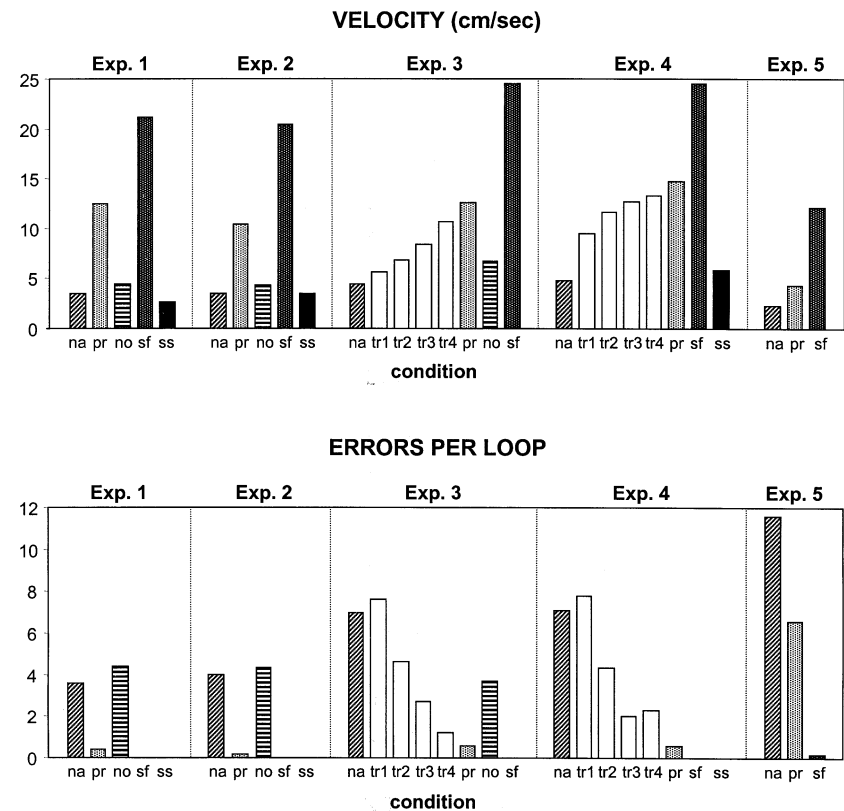 VELOCITY (cm/sec)
Exp. 1 Exp. 2 Exp. 3 Exp. 4 Exp. 5
25
20
15
10
5
0
na pr no sf ss na pr no sf ss na tr1 tr2 tr3 tr4 pr no sf na tr1 tr2 tr3 tr4 pr sf ss na pr sf
condition
ERRORS PER LOOP
Exp. 1 Exp. 2 Exp. 3 Exp. 4 Exp. 5
12
10
8
6
4
2
0
na pr no sf ss na pr no sf ss na tr1 tr2 tr3 tr4 pr no sf na tr1 tr2 tr3 tr4 pr sf ss na pr sf
condition